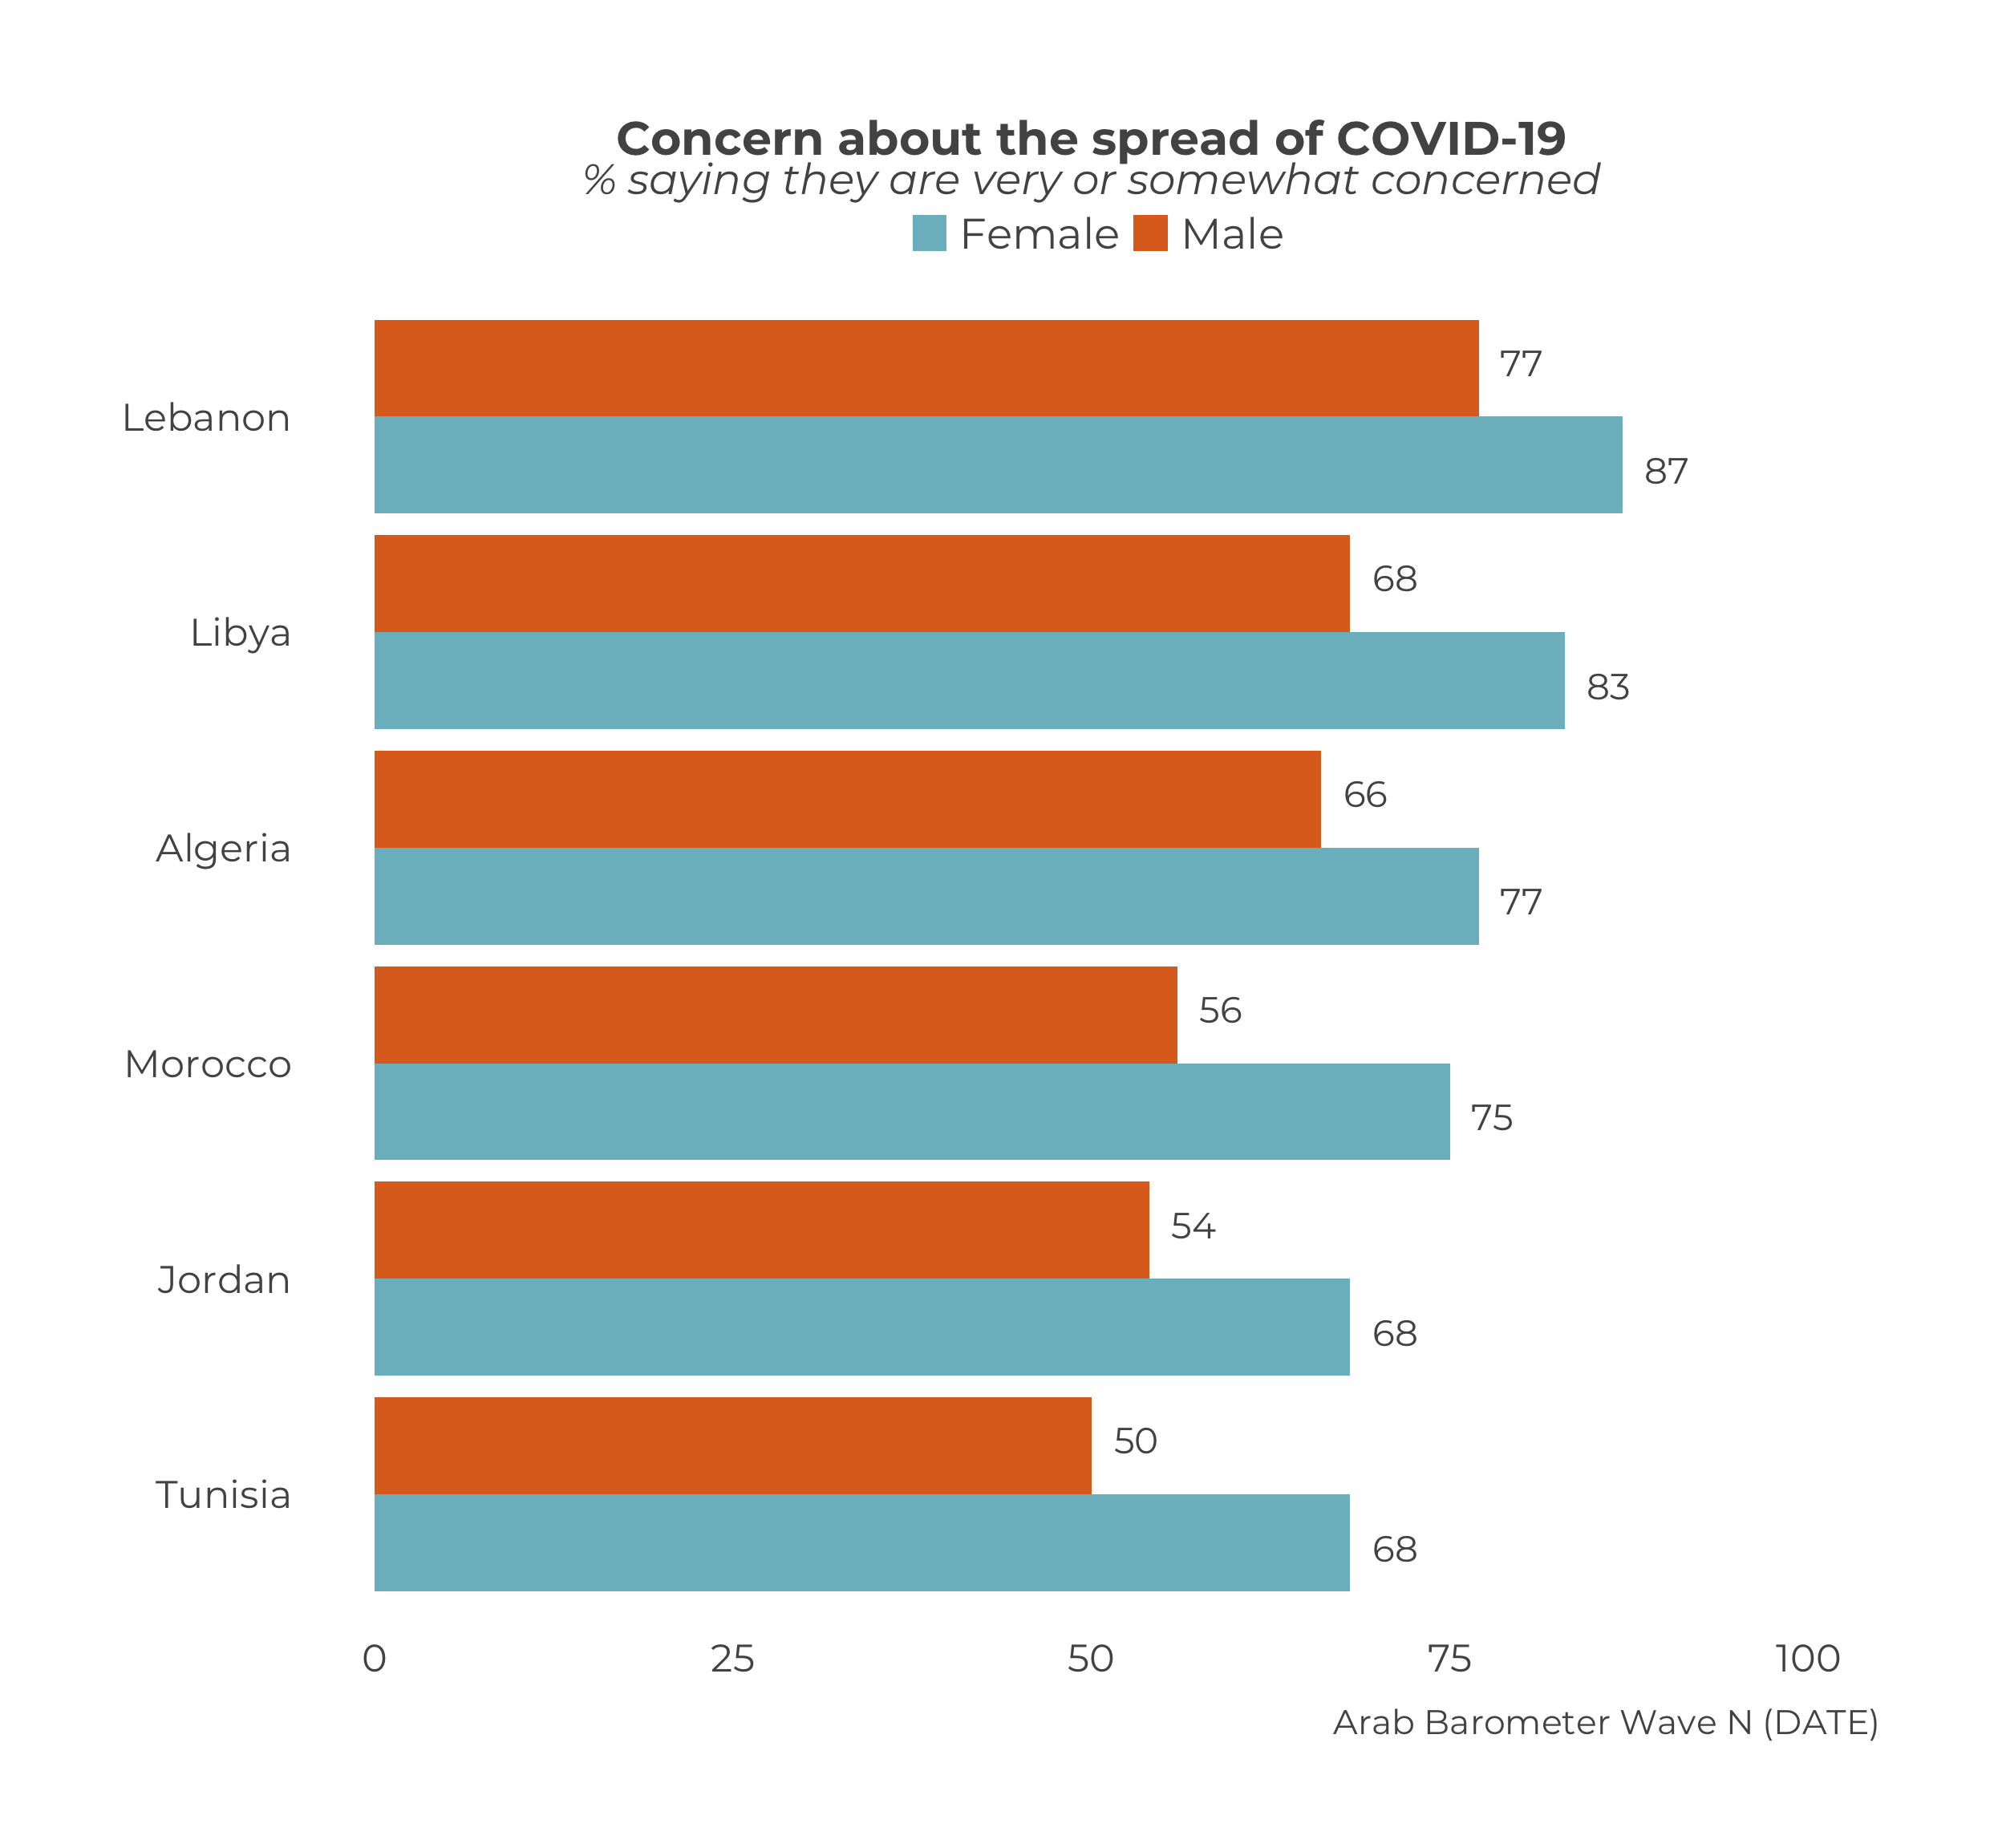 Concern about the spread of COVID-19
% saying they are very or somewhat concerned
Female Male
77
Lebanon
87
68
Libya
83
66
Algeria
77
56
Morocco
75
54
Jordan
68
50
Tunisia
68
0 25 50 75 100
Arab Barometer Wave N (DATE)